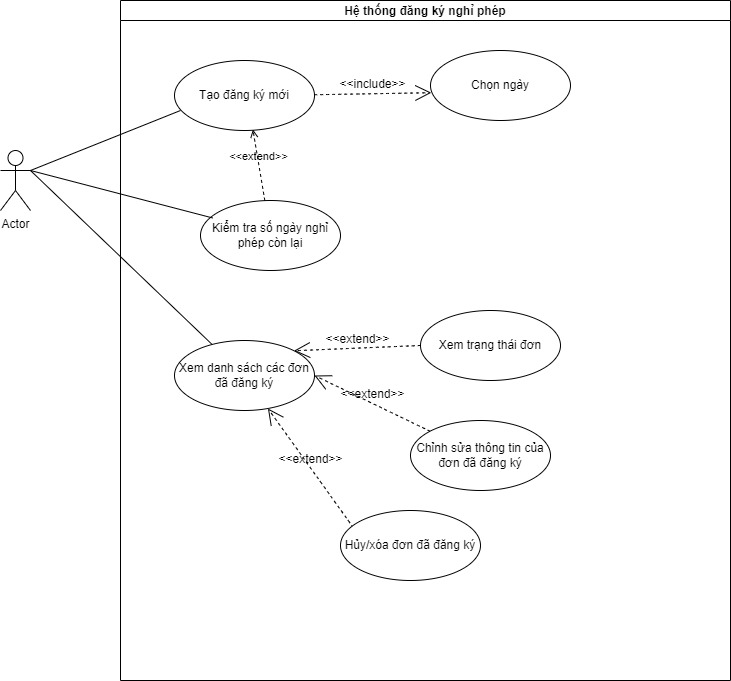 Hệ thống đăng ký nghỉ phép
Tạo đăng ký mới
<<include>>
Chọn ngày
<<extend>>
Actor
Kiểm tra số ngày nghỉ
phép còn lại
Xem danh sách các đơn
đã đăng ký
<<extend>>
Xem trạng thái đơn
<<extend>>
Chỉnh sửa thông tin của
đơn đã đăng ký
<<extend>>
Hủy/xóa đơn đã đăng ký